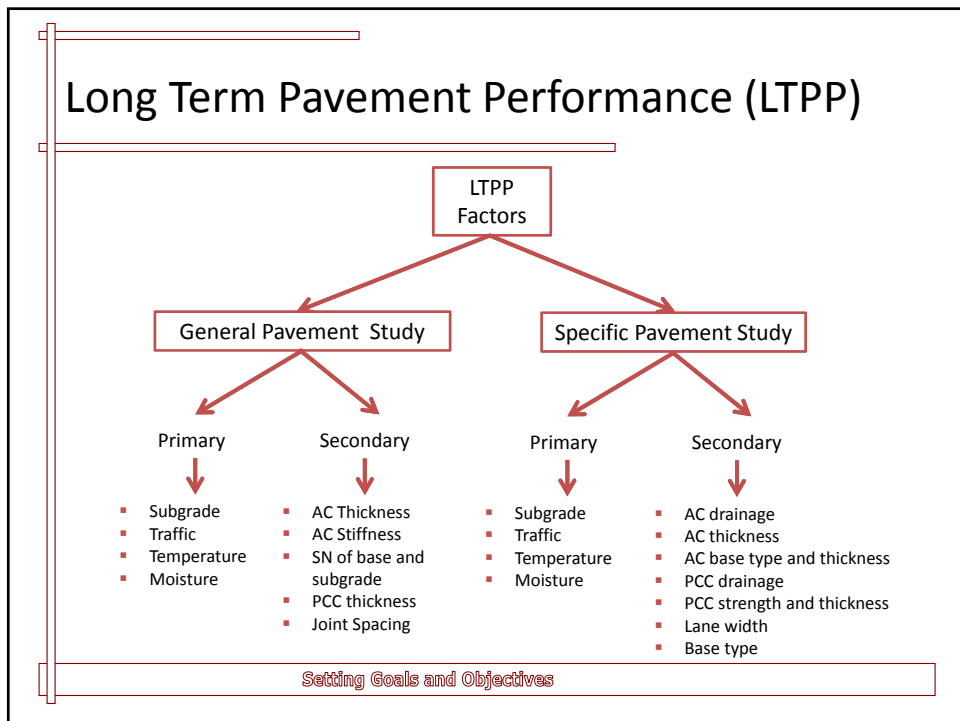 Long Term Pavement Performance (LTPP)
LTPP
Factors
General Pavement Study
Specific Pavement Study
Primary
Secondary
Primary
Secondary
▪ Subgrade
▪ Traffic
▪ Temperature
▪ Moisture
▪ AC Thickness
▪ AC Stiffness
▪ SN of base and
subgrade
▪ PCC thickness
▪ Joint Spacing
▪ Subgrade
▪ Traffic
▪ Temperature
▪ Moisture
▪ AC drainage
▪ AC thickness
▪ AC base type and thickness
▪ PCC drainage
▪ PCC strength and thickness
▪ Lane width
▪ Base type
Setting Goals and Objectives